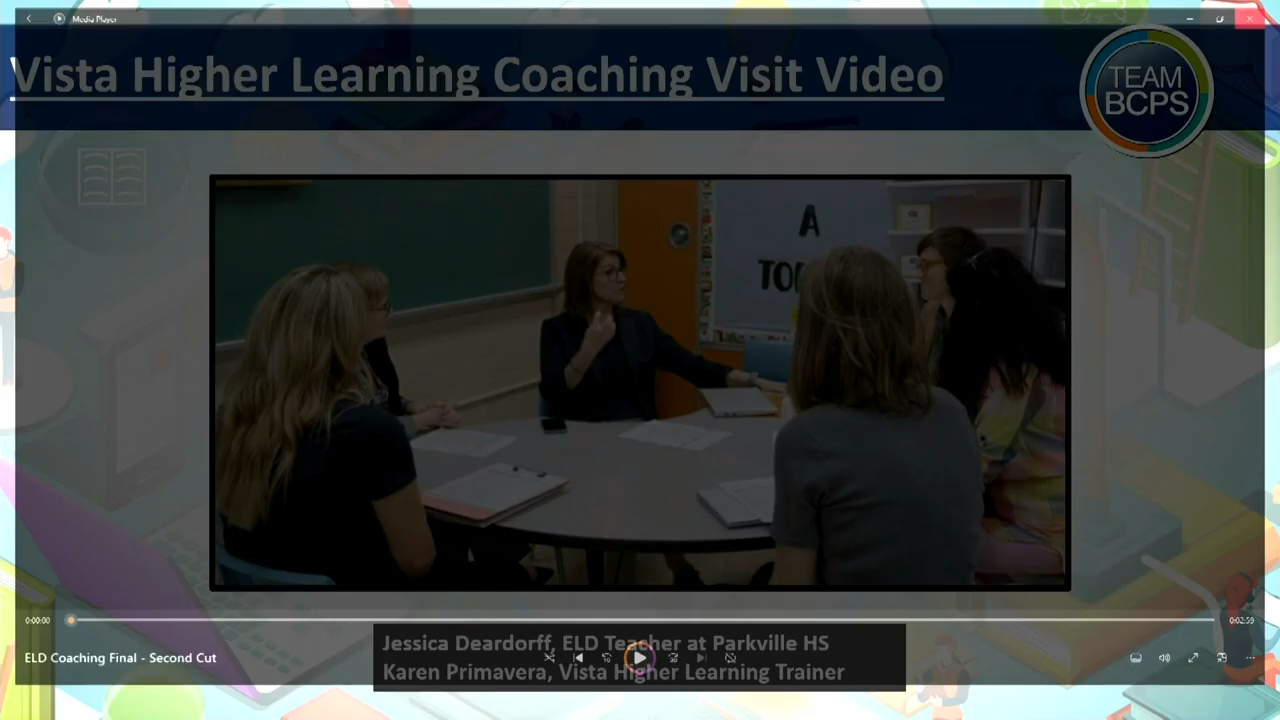 Media Player
Vista Higher Learning Coaching Visit Video
TEAM
BCPS
A
0:00:00
0:02:59
Jessica Deardorff, ELD Teacher at Parkville HS
ELD Coaching Final - Second Cut
Karen Primavera, Vista Higher Learning Trainer